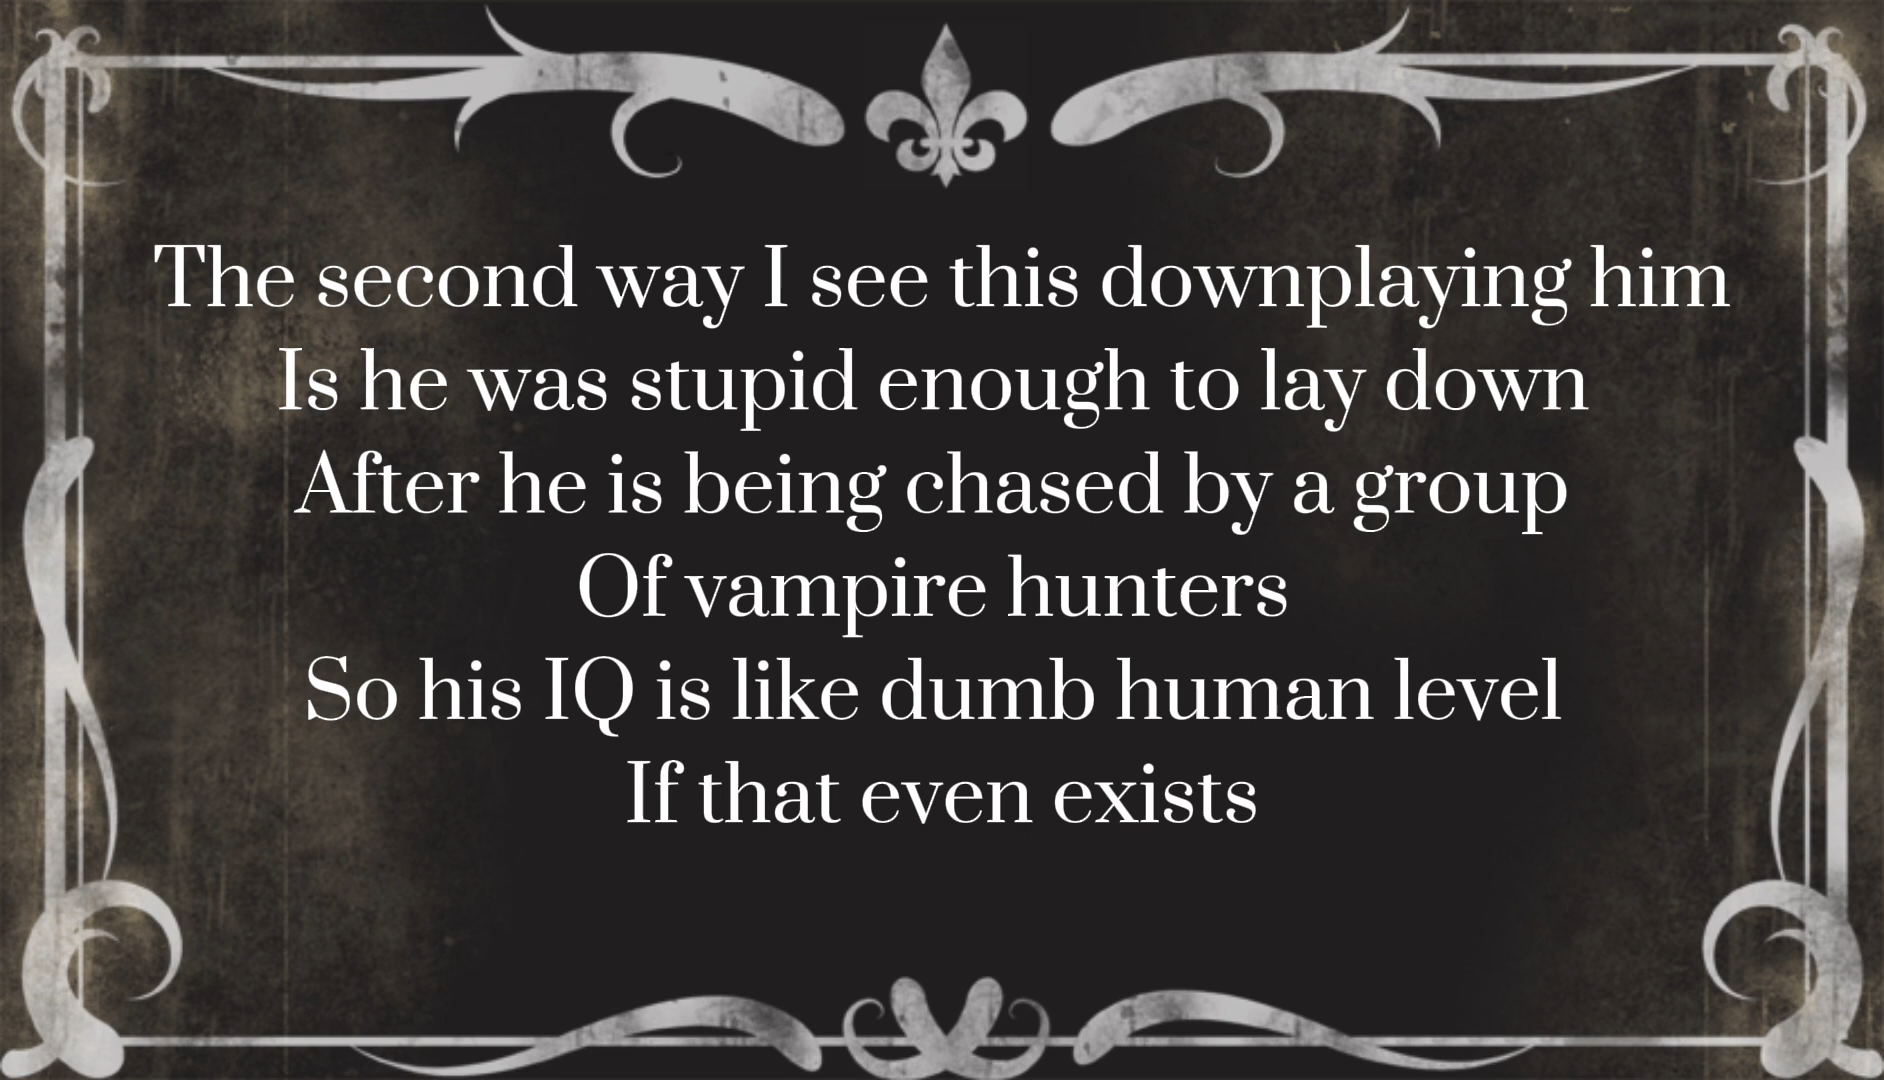 The second way I see this downplaying him
Is he was stupid enough to lay down
After he is being chased by a group
Of vampire hunters
So his IQ is like dumb human level
If that even exists